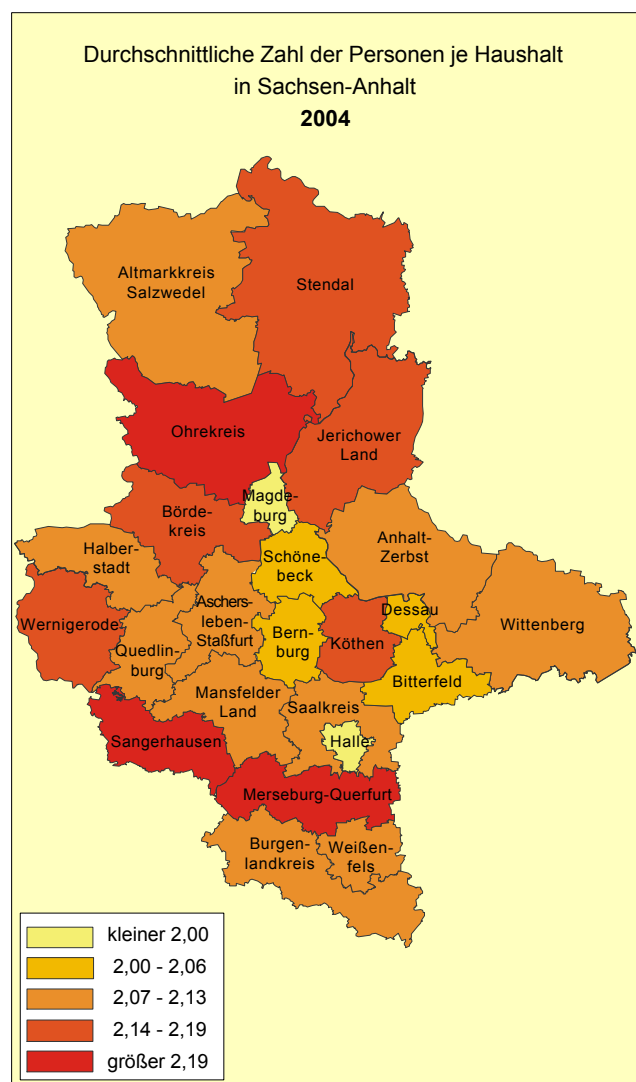 Durchschnittliche Zahl der Personen je Haushalt
in Sachsen-Anhalt
2004
Altmarkkreis
Salzwedel
Stendal
Ohrekreis
Jerichower
Land
Magde-
burg
Börde-
kreis
Halber-
stadt
Schöne-
beck
Anhalt-
Zerbst
Wernigerode
Quedlin-
burg
Aschers-
leben-
Staßfurt
Bern-
burg
Köthen
Dessau
Wittenberg
Bitterfeld
Mansfelder
Land
Saalkreis
Halle
Sangerhausen
Merseburg-Querfurt
Burgen-
landkreis
Weißen-
fels
kleiner 2,00
2,00 - 2,06
2,07 - 2,13
2,14 - 2,19
größer 2,19